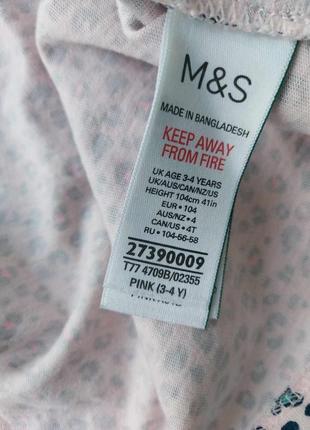 M&S
MADE IN BANGLADESH
KEEP AWAY
FROM FIRE
UK AGE 3-4 YEARS
UK/AUS/CAN/NZ/US
HEIGHT 104cm 41in
EUR • 104
AUS/NZ • 4
CAN/US • 4T
RU • 104-56-58
27390009
T77 4709B/02355
PINK (3-4 Y)